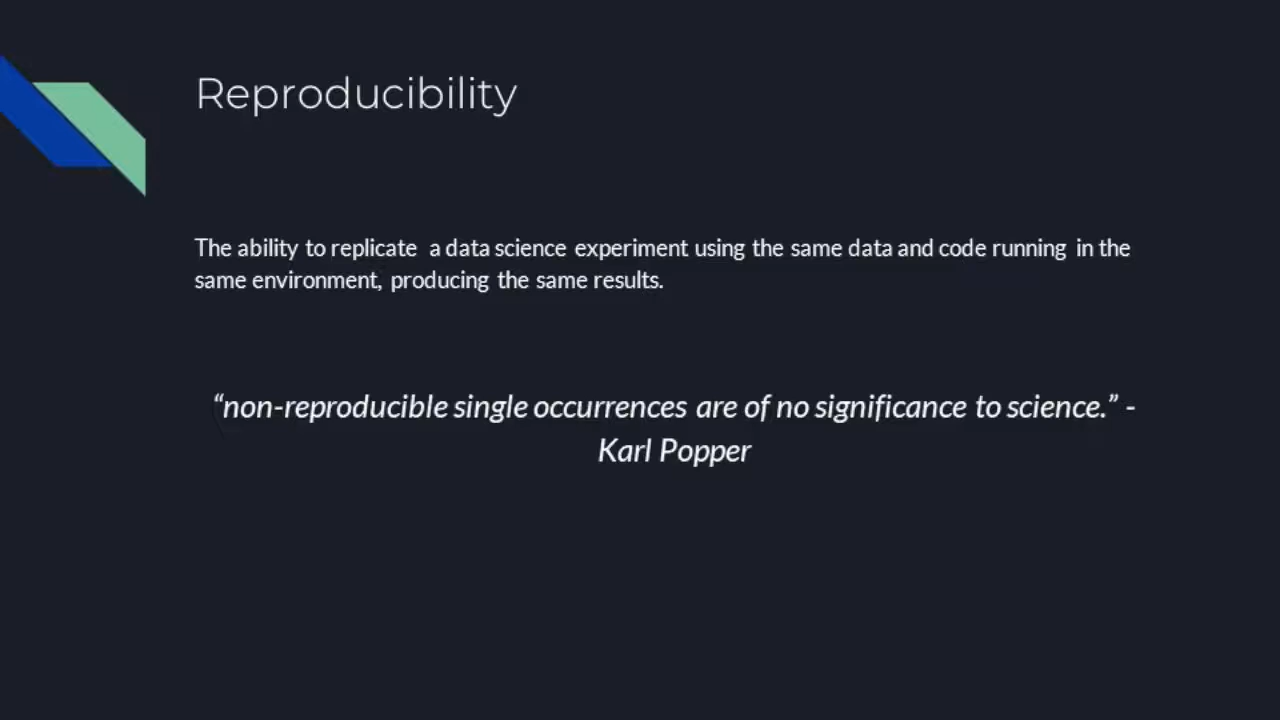 Reproducibility
The ability to replicate a data science experiment using the same data and code running in the
same environment, producing the same results.
“non-reproducible single occurrences are of no significance to science.” -
Karl Popper